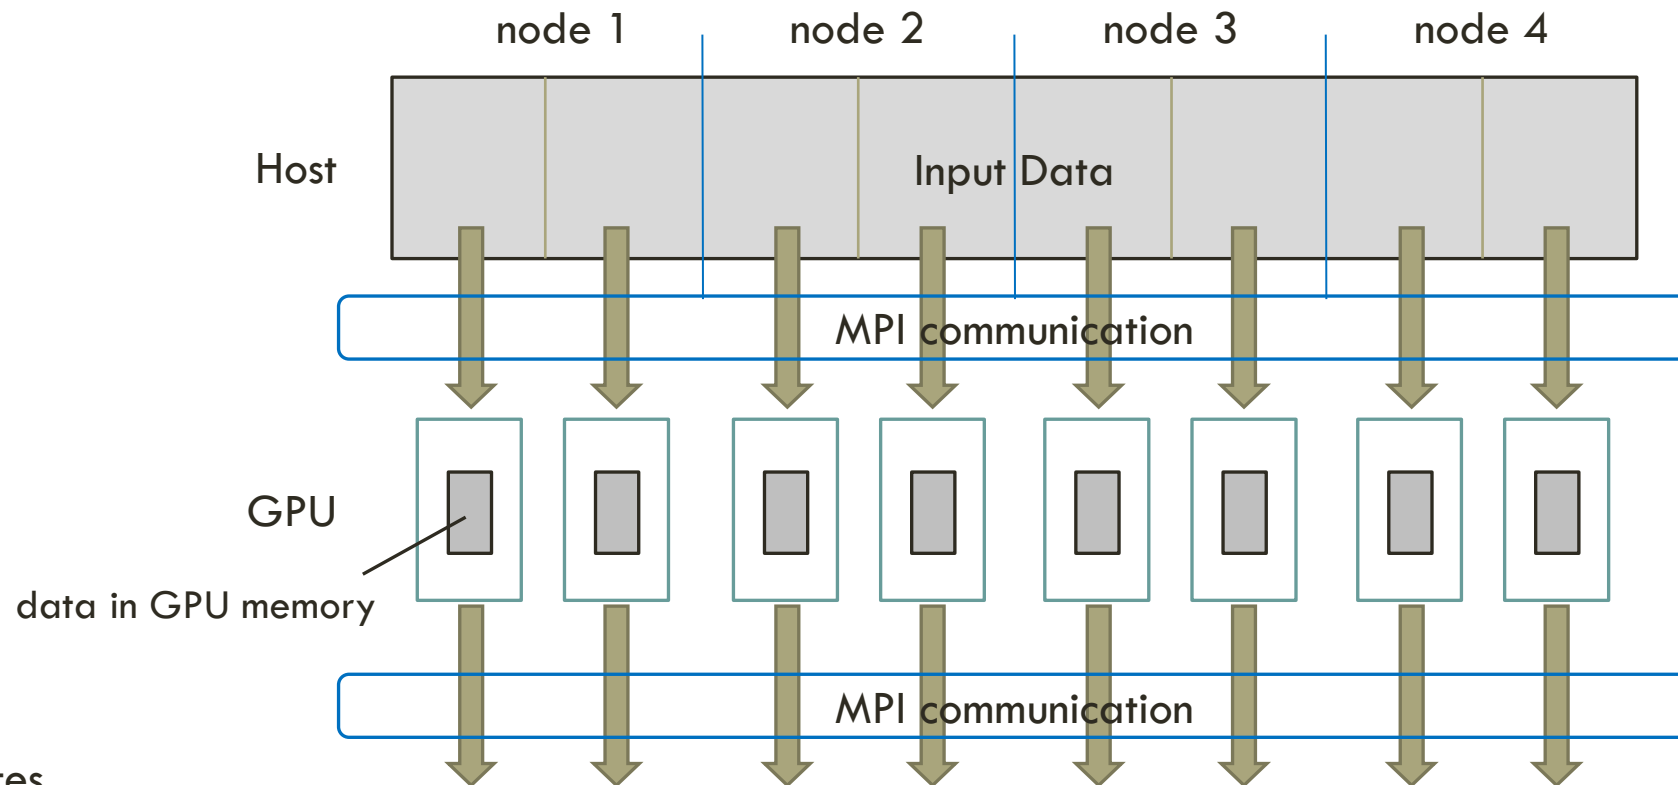 node 1 node 2 node 3 node 4
Host
Input Data
MPI communication
GPU
data in GPU memory
MPI communication